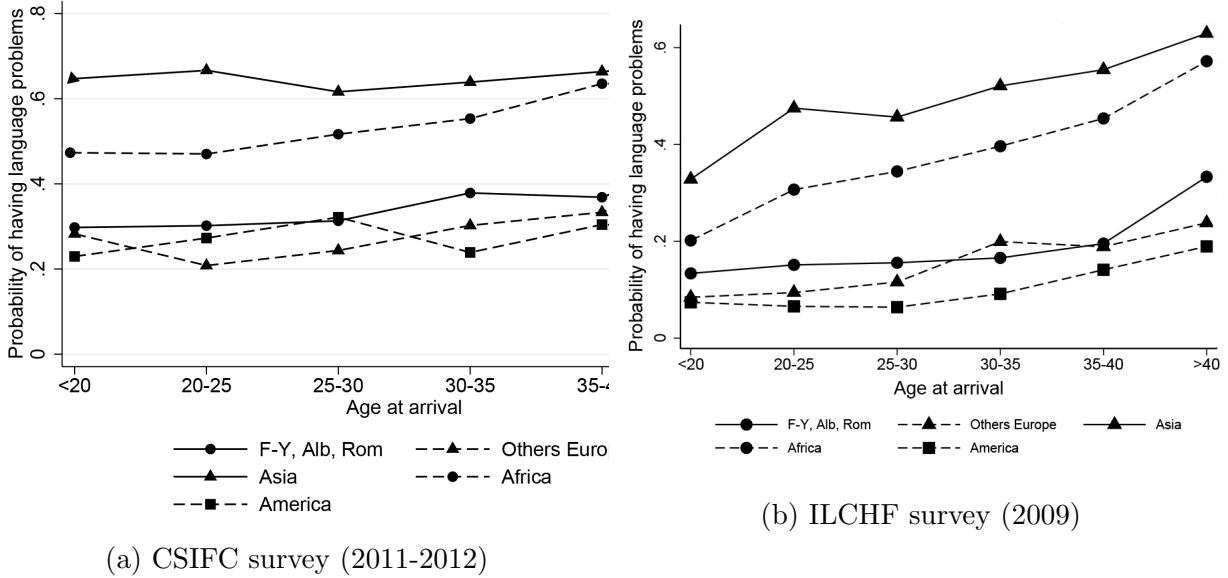 Probability of having language problems
.8
.6
.4
.2
0
<20 20-25 25-30 30-35 35-4
Age at arrival
F-Y, Alb, Rom Others Euro
Asia Africa
America
(a) CSIFC survey (2011-2012)
Probability of having language problems
.6
.4
.2
0
<20 20-25 25-30 30-35 35-40 >40
Age at arrival
F-Y, Alb, Rom Others Europe Asia
Africa America
(b) ILCHF survey (2009)